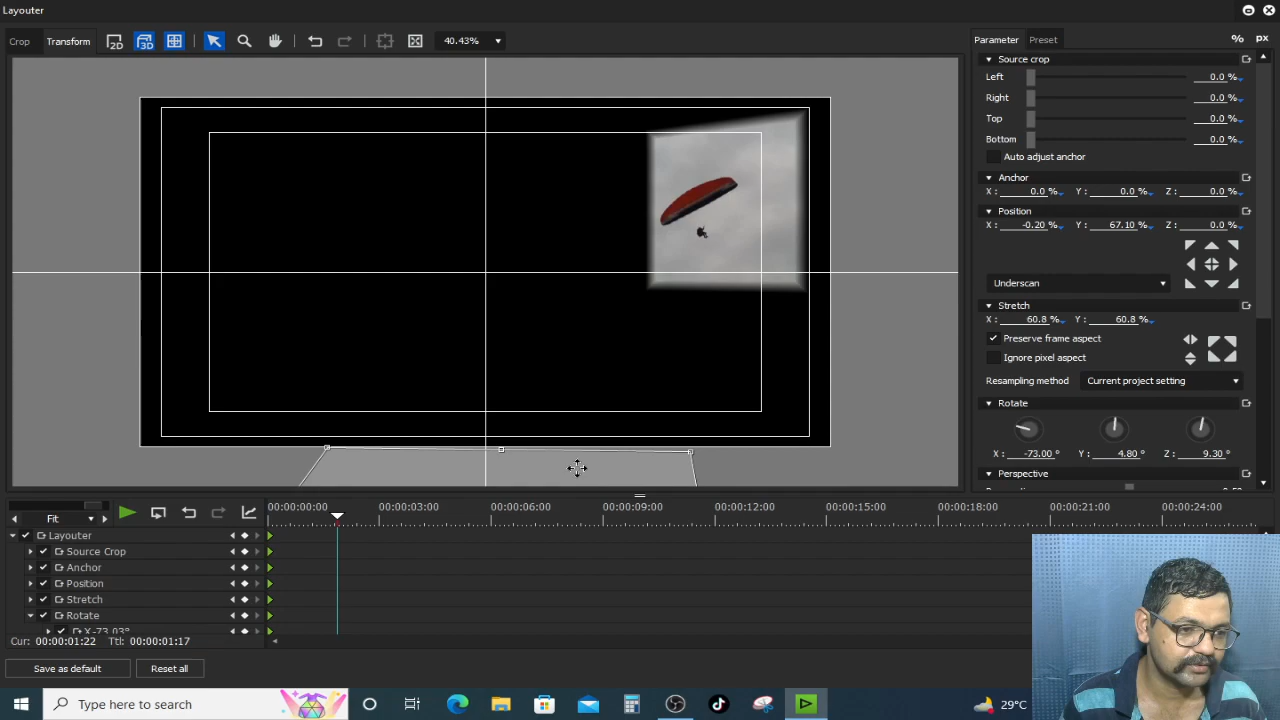 Layouter
Crop Transform 2D 3D 40.43%
Parameter Preset % px
Source crop
Left 0.0 %
Right 0.0 %
Top 0.0 %
Bottom 0.0 %
Auto adjust anchor
Anchor
X : 0.0 % Y : 0.0 % Z : 0.0 %
Position
X : -0.20 % Y : 67.10 % Z : 0.0 %
Underscan
Stretch
X : 60.8 % Y : 60.8 %
Preserve frame aspect
Ignore pixel aspect
Resampling method Current project setting
Rotate
X : -73.00 ° Y : 4.80 ° Z : 9.30 °
Perspective
Fit
00:00:00:00 00:00:03:00 00:00:06:00 00:00:09:00 00:00:12:00 00:00:15:00 00:00:18:00 00:00:21:00 00:00:24:00
Layouter
Source Crop
Anchor
Position
Stretch
Rotate
X-73.03°
Cur: 00:00:01:22 Ttl: 00:00:01:17
Save as default Reset all
Type here to search
29°C